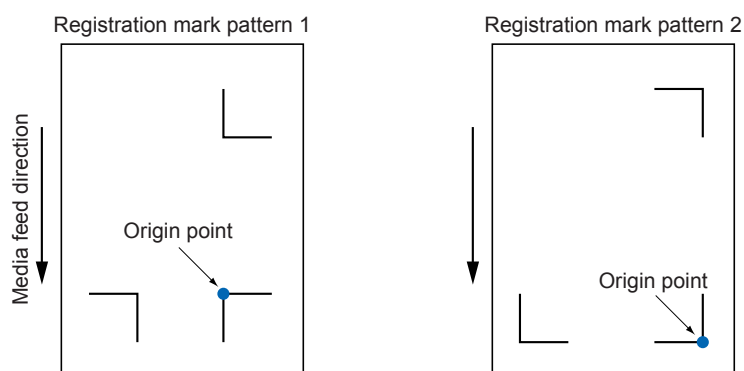 Registration mark pattern 1
Registration mark pattern 2
Media feed direction
Origin point
Origin point